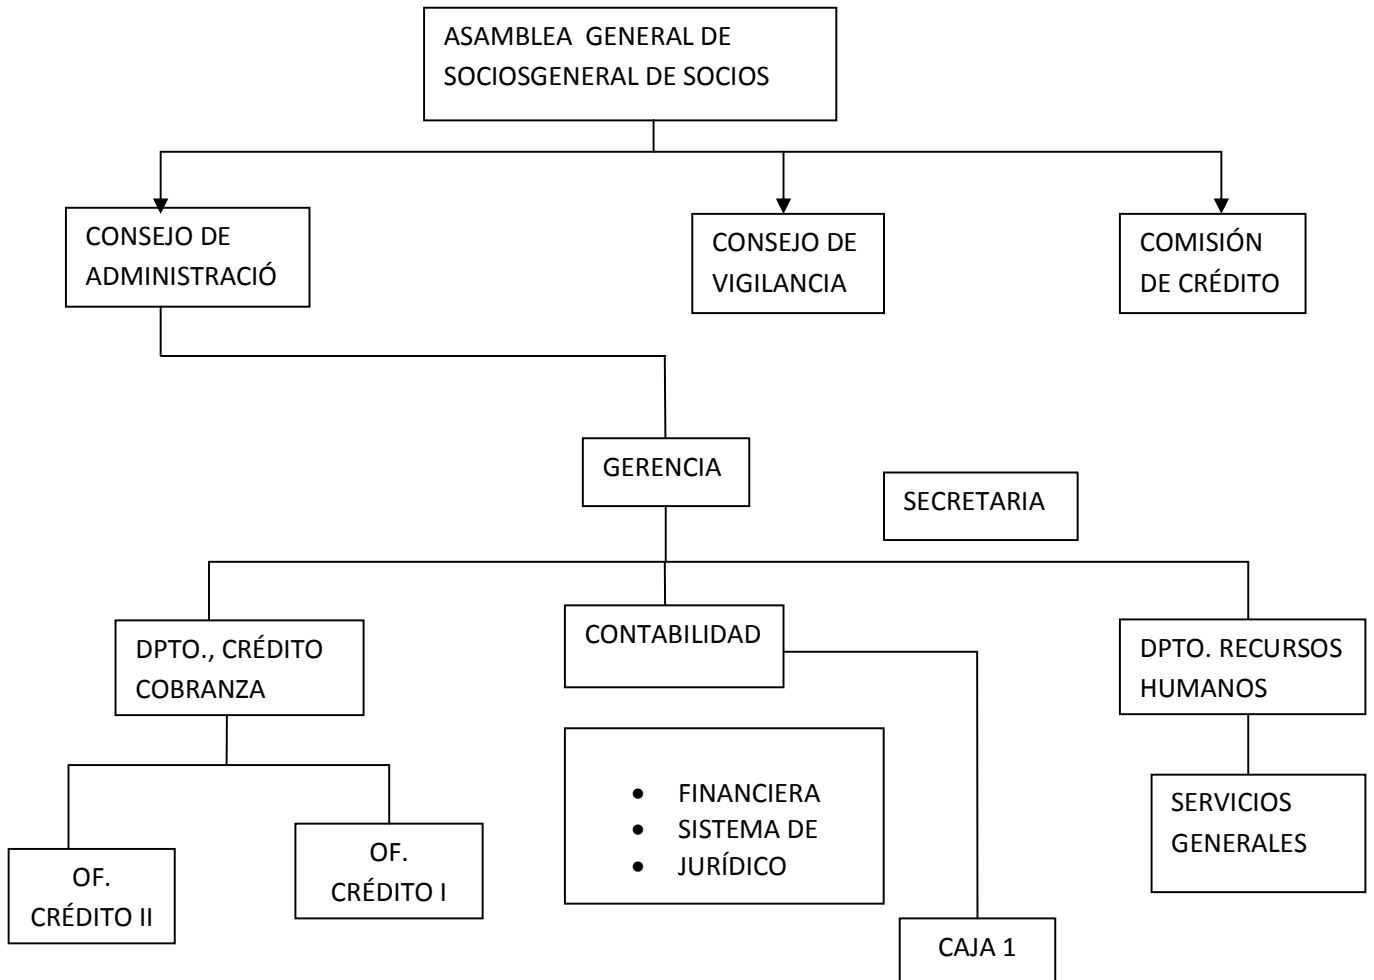 ASAMBLEA GENERAL DE
SOCIOSGENERAL DE SOCIOS
CONSEJO DE
ADMINISTRACIÓ
CONSEJO DE
VIGILANCIA
COMISIÓN
DE CRÉDITO
GERENCIA
SECRETARIA
DPTO., CRÉDITO
COBRANZA
CONTABILIDAD
DPTO. RECURSOS
HUMANOS
• FINANCIERA
• SISTEMA DE
• JURÍDICO
SERVICIOS
GENERALES
OF.
CRÉDITO II
OF.
CRÉDITO I
CAJA 1